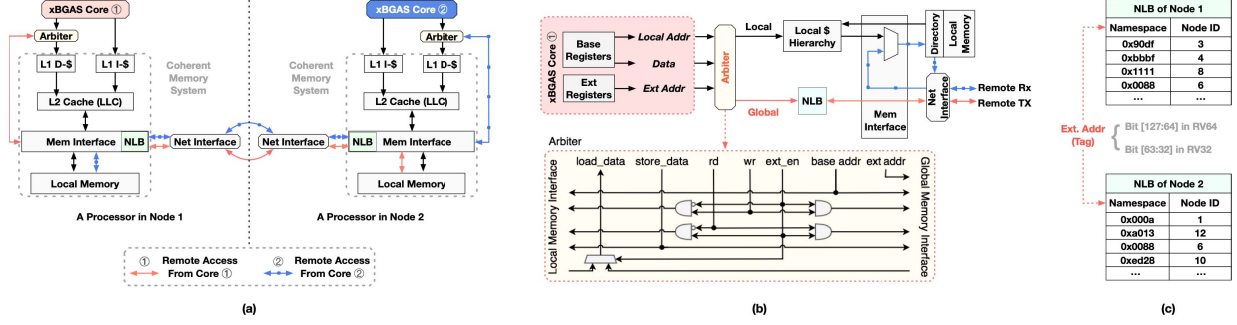 xBGAS Core ①
Arbiter
L1 D-$
L1 I-$
Coherent
Memory
System
L2 Cache (LLC)
Mem Interface
NLB
Net Interface
Local Memory
A Processor in Node 1
xBGAS Core ②
Arbiter
Coherent
Memory
System
L1 I-$
L1 D-$
L2 Cache (LLC)
Net Interface
NLB
Mem Interface
Local Memory
A Processor in Node 2
① Remote Access
From Core ①
② Remote Access
From Core ②
(a)
xBGAS Core ①
Base
Registers
Ext
Registers
Local Addr
Data
Ext Addr
Arbiter
Local
Local $
Hierarchy
Global
NLB
Mem
Interface
Directory
Local
Memory
Net
Interface
Remote Rx
Remote TX
Arbiter
load_data
store_data
rd
wr
ext_en
base addr
ext addr
Local Memory Interface
Global Memory Interface
(b)
NLB of Node 1
Namespace Node ID
0x90df 3
0xbbbf 4
0x1111 8
0x0088 6
... ...
Ext. Addr
(Tag)
Bit [127:64] in RV64
Bit [63:32] in RV32
NLB of Node 2
Namespace Node ID
0x000a 1
0xa013 12
0x0088 6
0xed28 10
... ...
(c)